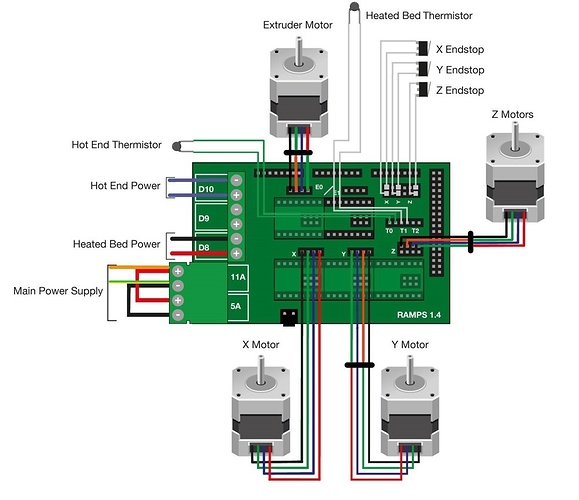 Heated Bed Thermistor
Extruder Motor
X Endstop
Y Endstop
Z Endstop
Z Motors
Hot End Thermistor
Hot End Power
D10
E0
X Y Z
D9
T0 T1 T2
Heated Bed Power
D8
X
Y
Z
11A
Main Power Supply
5A
RAMPS 1.4
X Motor
Y Motor